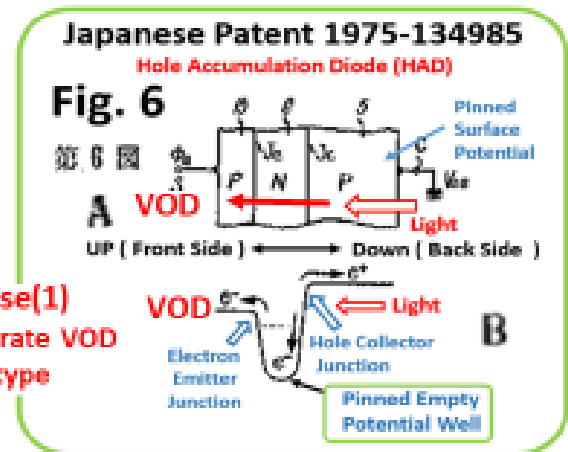 Japanese Patent 1975-134985
Hole Accumulation Diode (HAD)
Fig. 6
第 6 図
Pinned
Surface
Potential
P N P
A VOD
Light
UP ( Front Side ) Down ( Back Side )
se(1)
rate VOD
type
VOD e-
e+
Light
B
e-
Electron
Emitter
Junction
Hole Collector
Junction
Pinned Empty
Potential Well